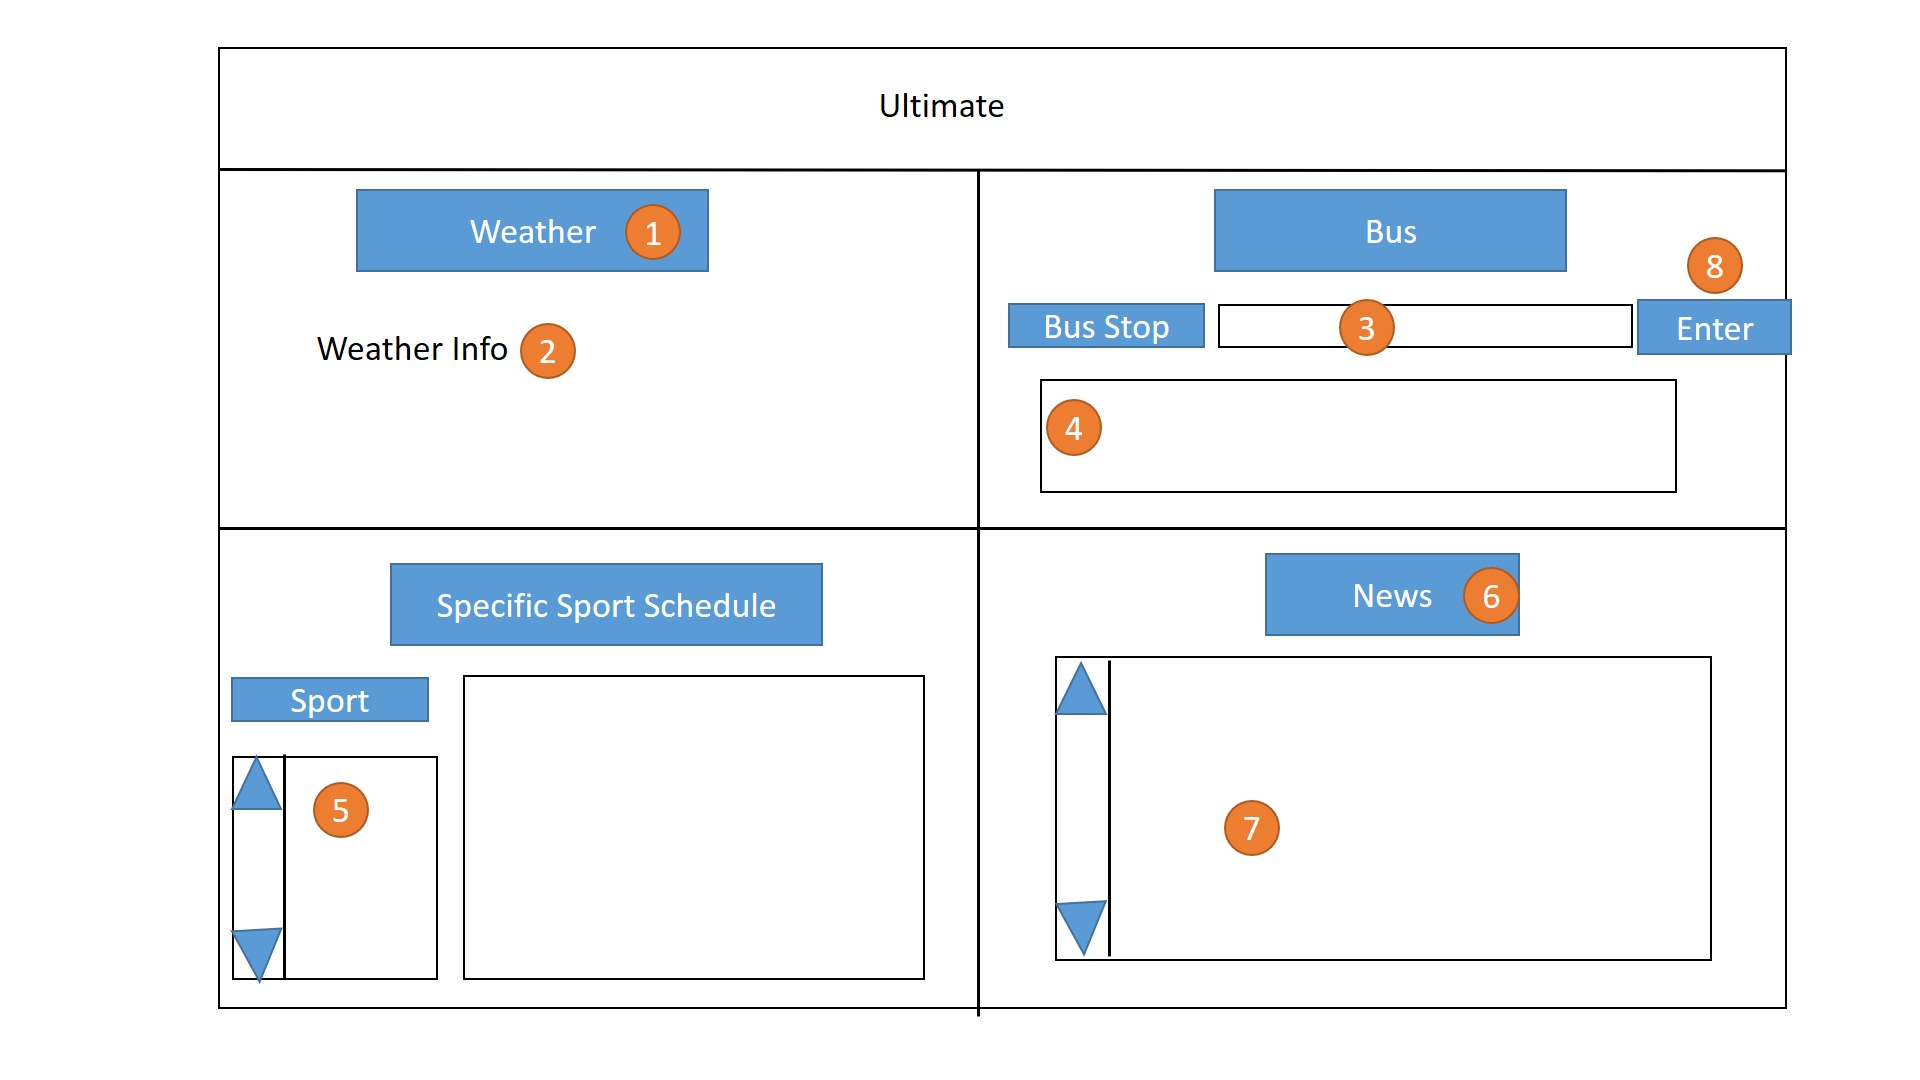 Ultimate
Weather 1
Weather Info 2
Bus
8
Bus Stop 3 Enter
4
Specific Sport Schedule
Sport
5
News 6
7